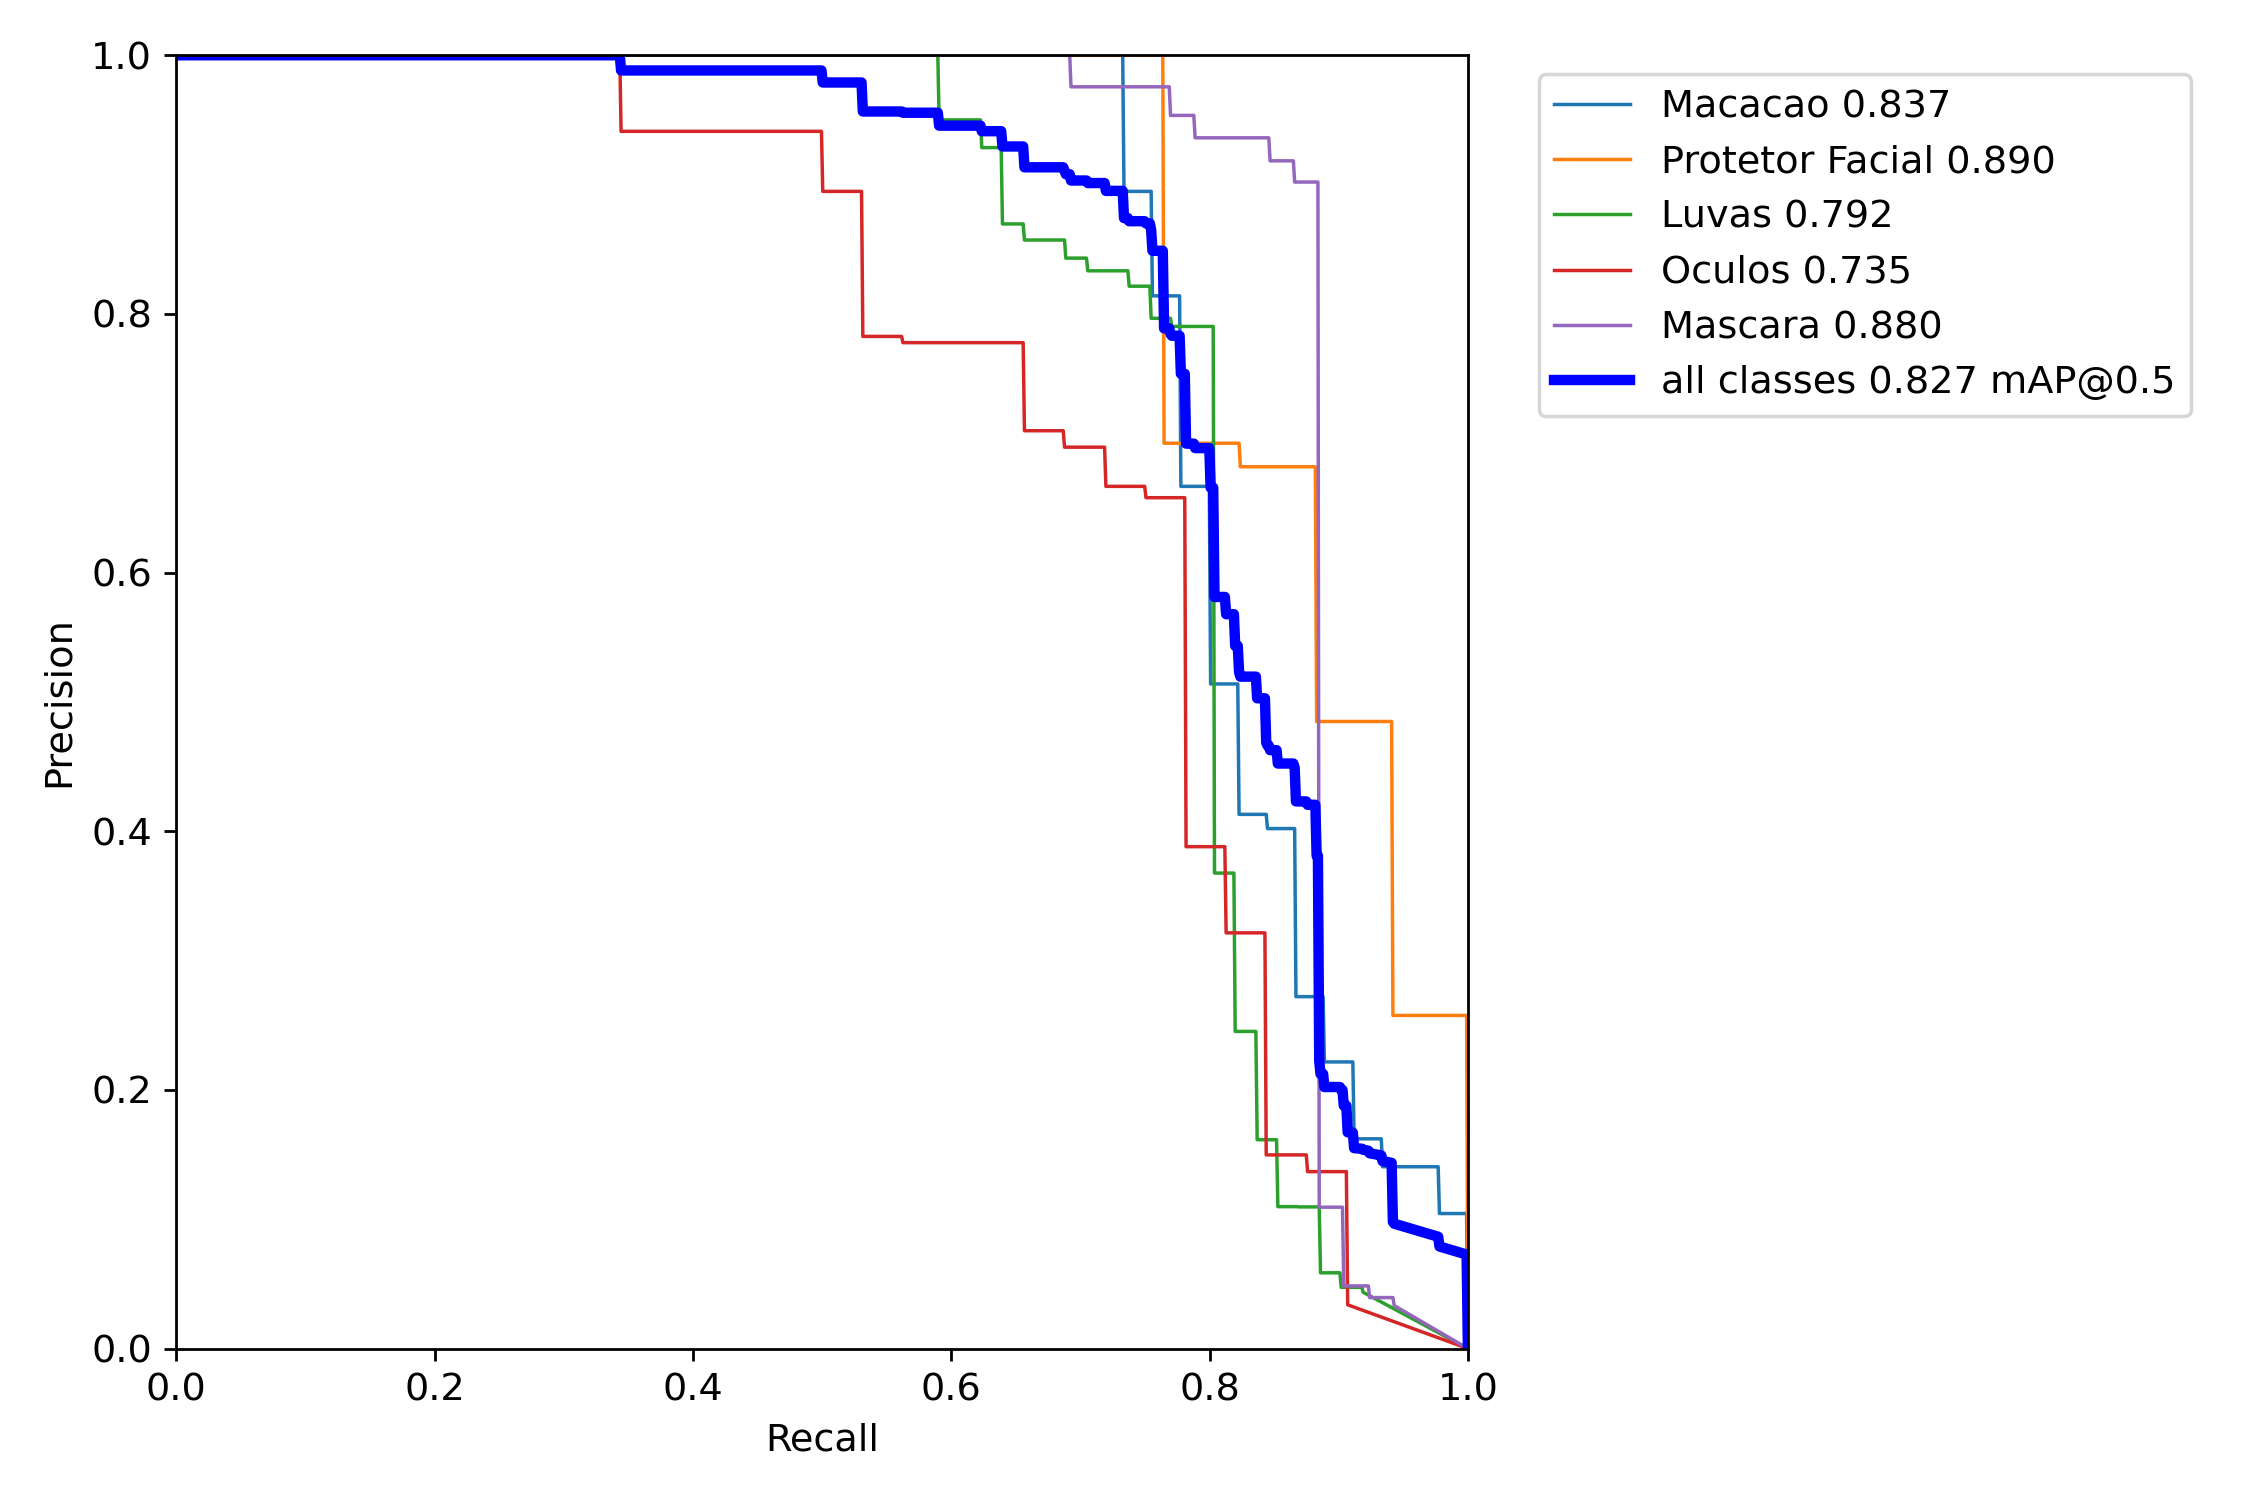 1.0
0.8
0.6
0.4
0.2
0.0
Precision
0.0 0.2 0.4 0.6 0.8 1.0
Recall
Macacao 0.837
Protetor Facial 0.890
Luvas 0.792
Oculos 0.735
Mascara 0.880
all classes 0.827 mAP@0.5